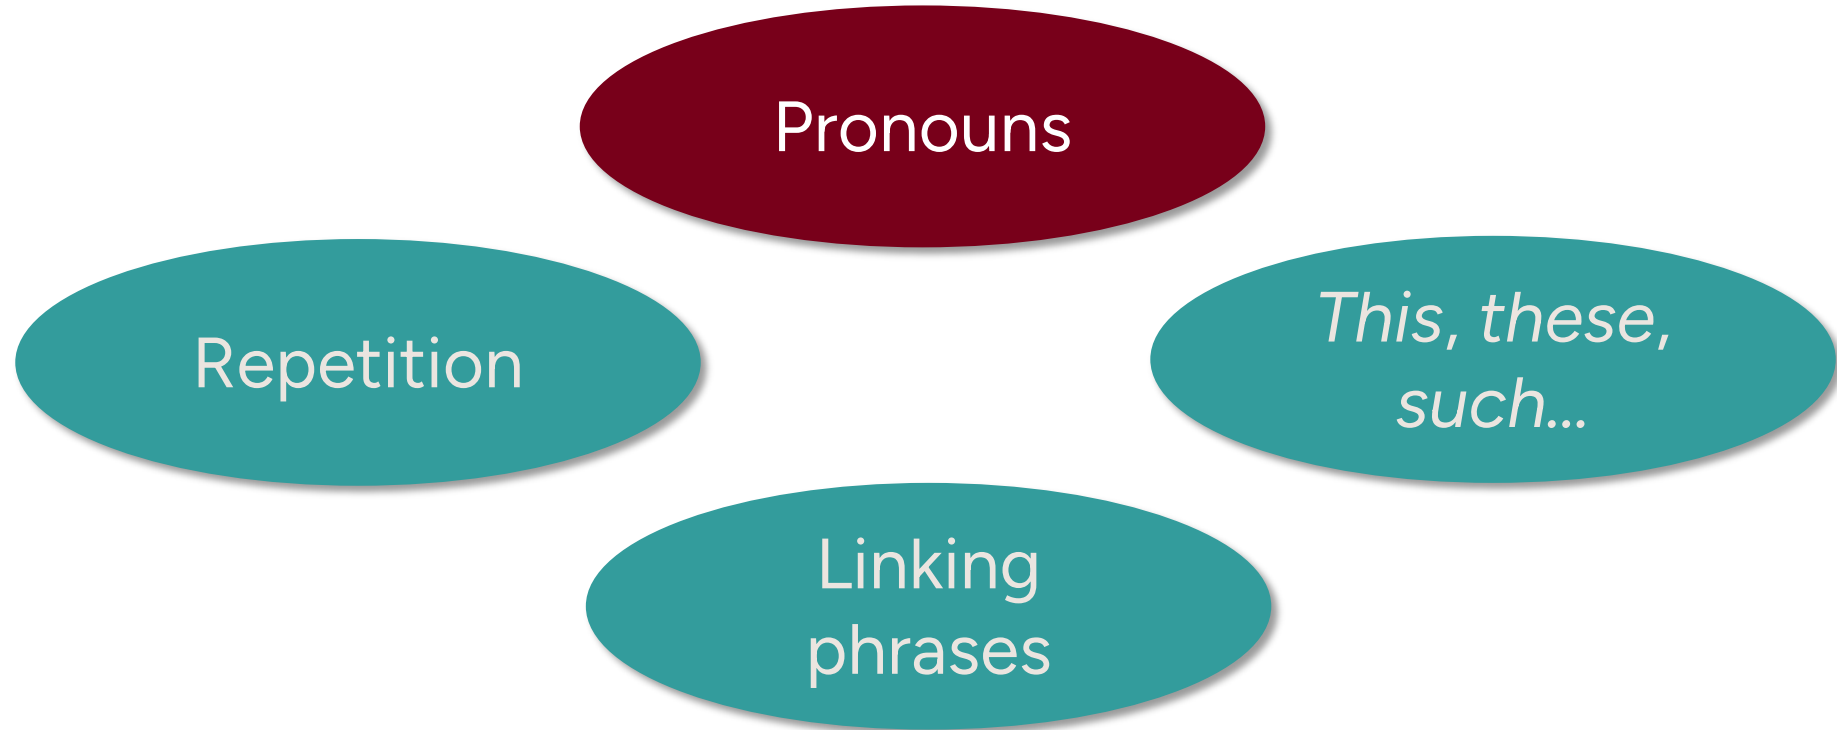 Pronouns
Repetition
This, these,
such...
Linking
phrases